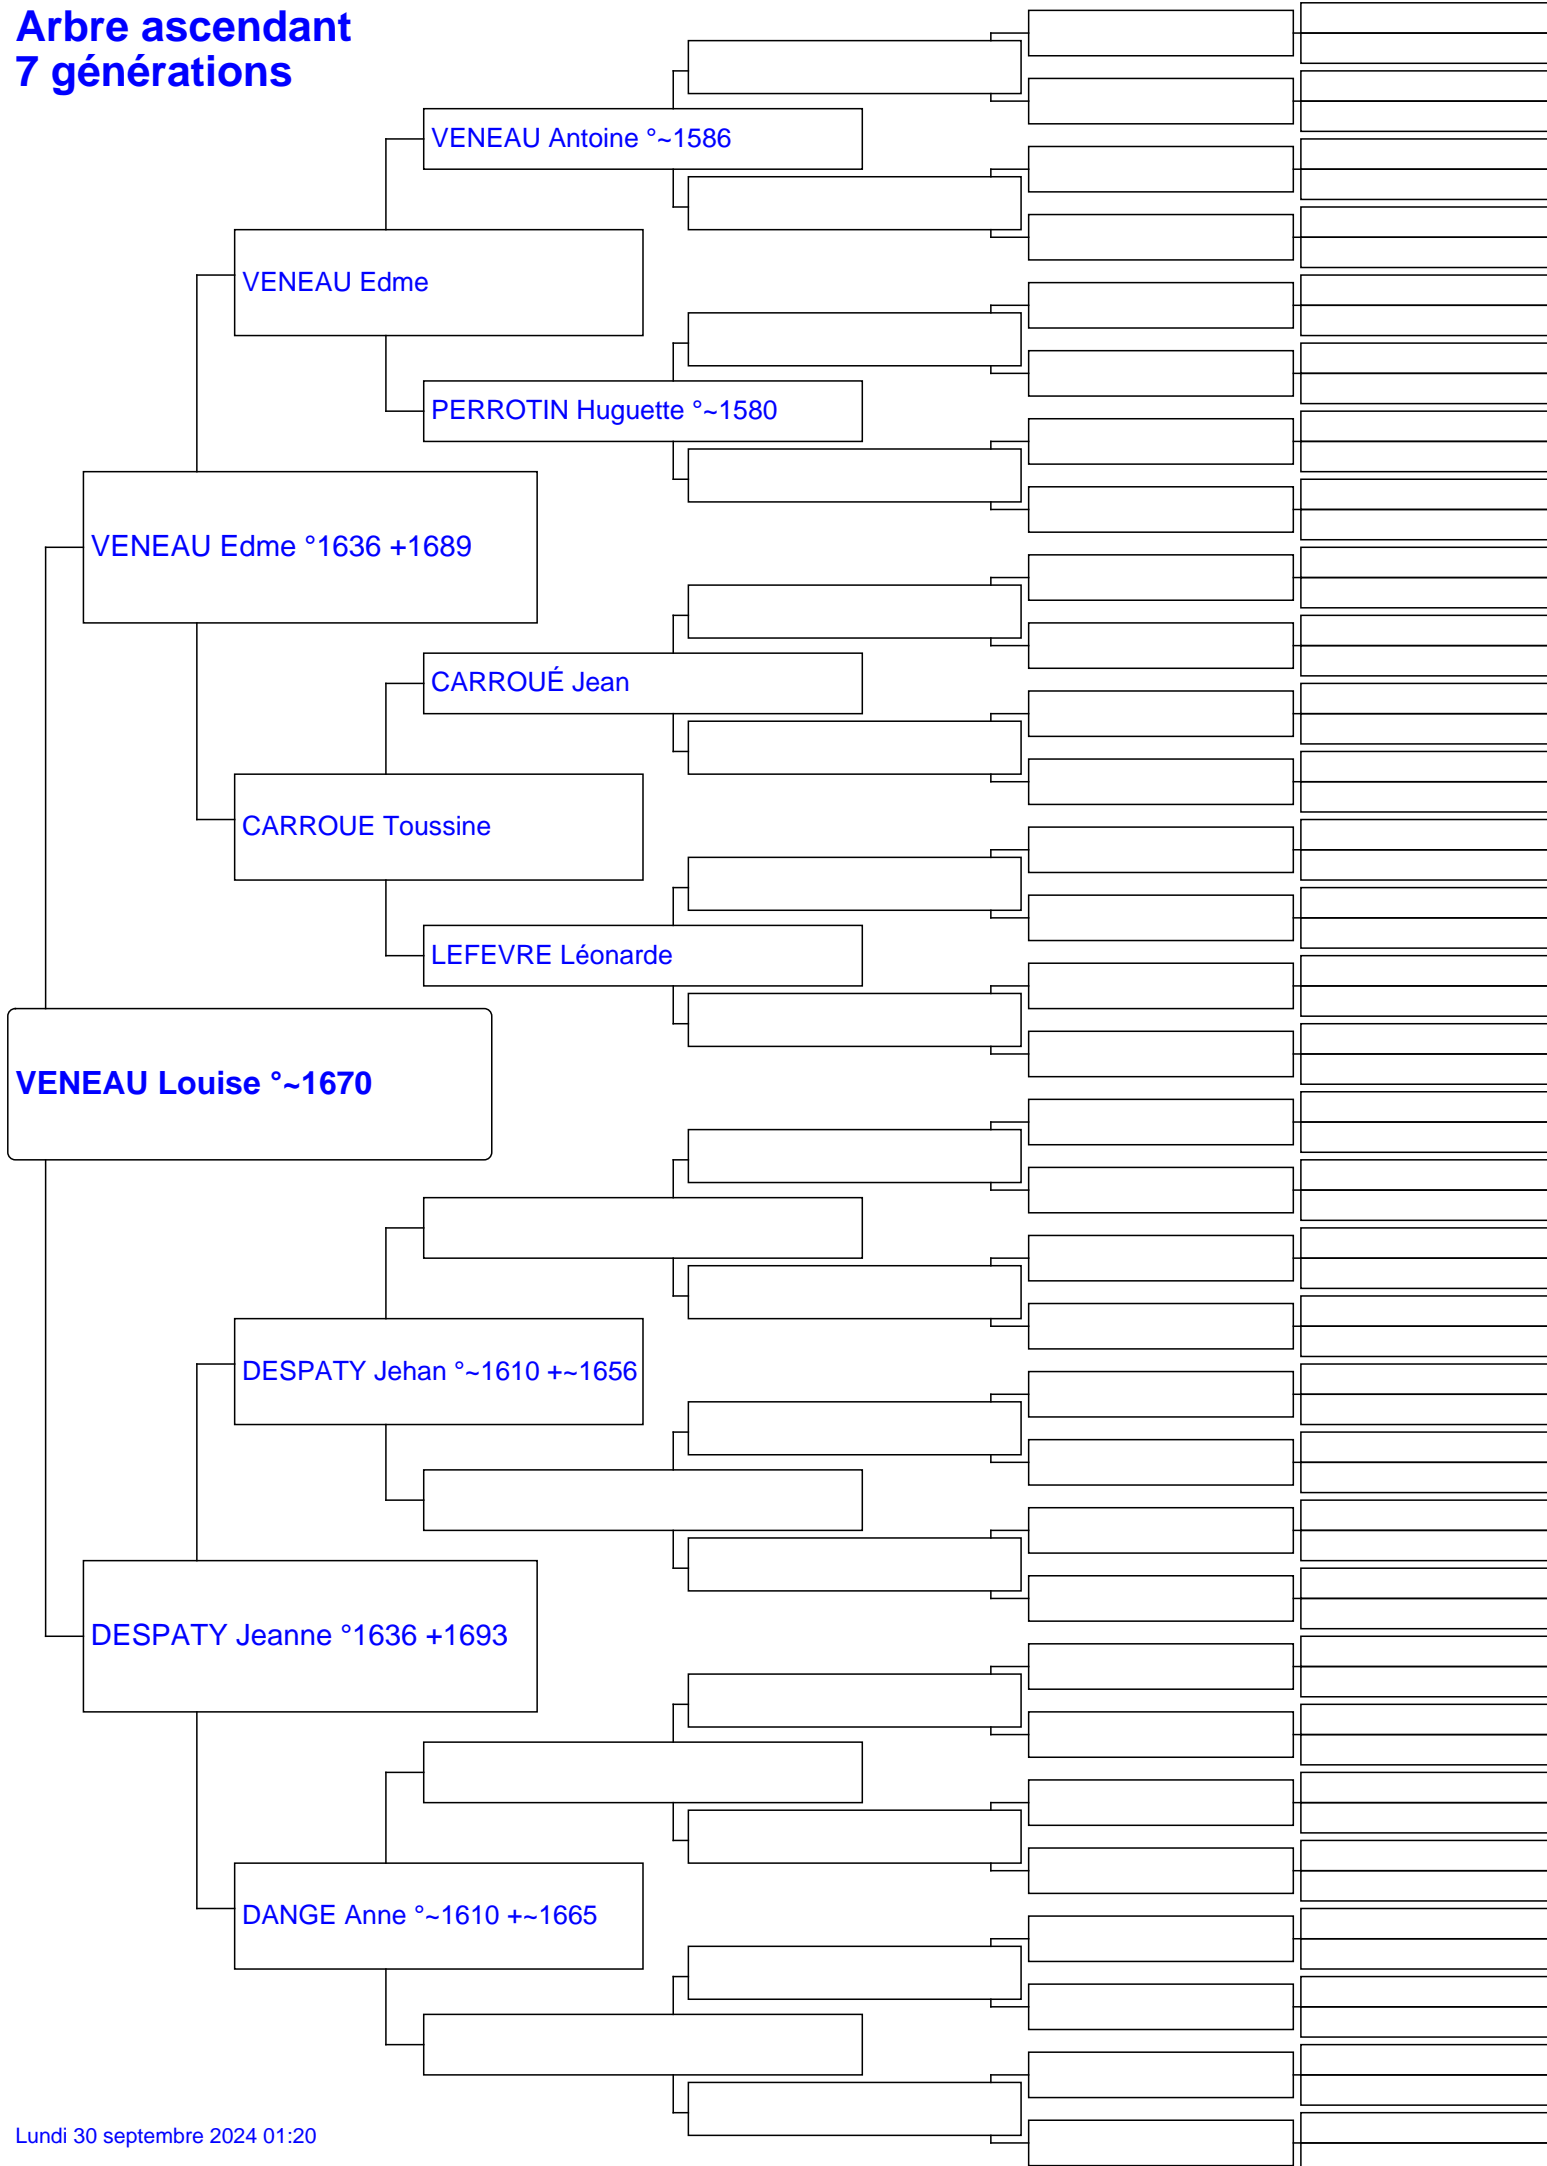 Arbre ascendant
7 générations
VENEAU Antoine °~1586
VENEAU Edme
PERROTIN Huguette °~1580
VENEAU Edme °1636 +1689
CARROUÉ Jean
CARROUE Toussine
LEFEVRE Léonarde
VENEAU Louise °~1670
DESPATY Jehan °~1610 +~1656
DESPATY Jeanne °1636 +1693
DANGE Anne °~1610 +~1665
Lundi 30 septembre 2024 01:20